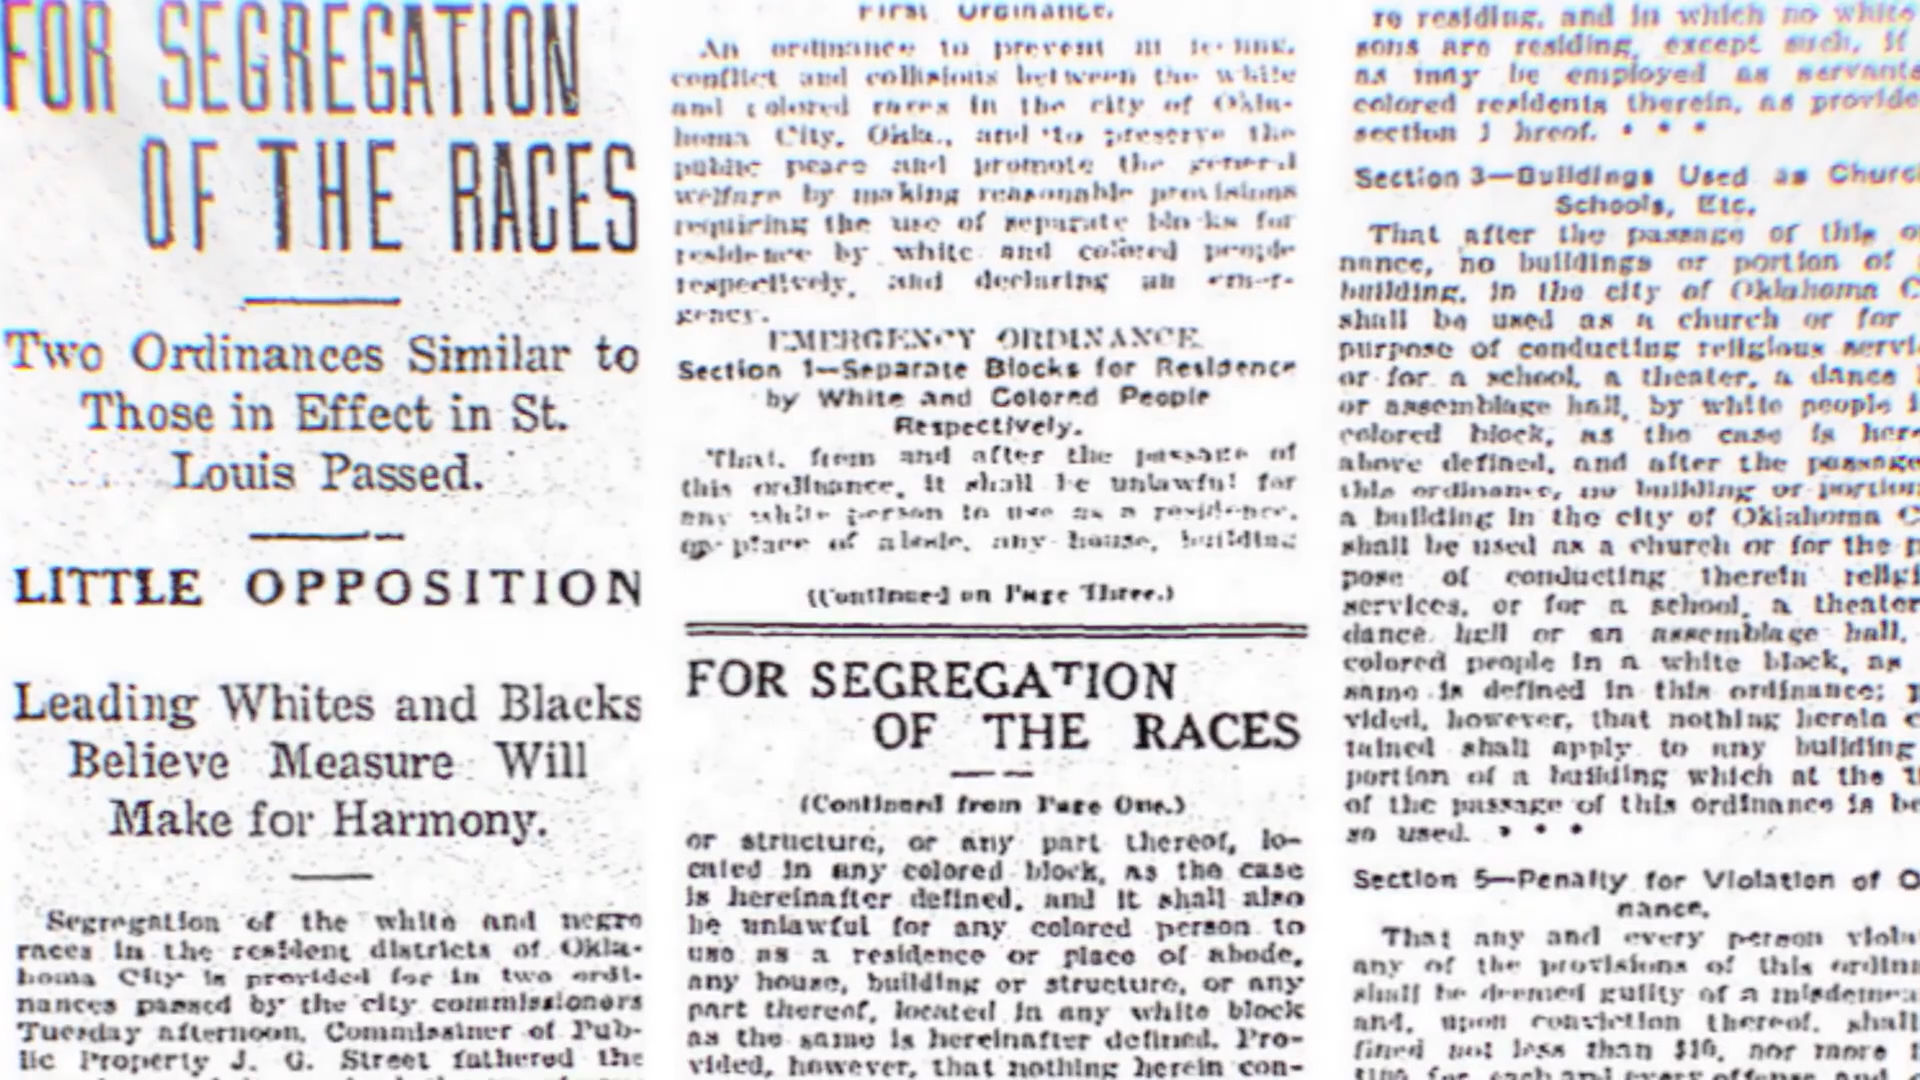 FOR SEGREGATION
OF THE RACES
Two Ordinances Similar to
Those in Effect in St.
Louis Passed.
LITTLE OPPOSITION
Leading Whites and Blacks
Believe Measure Will
Make for Harmony.
Segregation of the white and negro
races in the resident districts of Okla-
homa City is provided for in two ordi-
nances passed by the city commissioners
Tuesday afternoon. Commissiner of Pub-
lic Property J. G. Street fathered the
First Ordinance.
An ordinance to prevent
conflict and collisions between the white
and colored races in the city of Okla-
homa City, Okla., and to preserve the
public peace and promote the general
welfare by making reasonable provisions
requiring the use of separate blocks for
residence by white and colored people
respectively, and declaring an emer-
gency.
EMERGENCY ORDINANCE
Section 1—Separate Blocks for Residence
by White and Colored People
Respectively.
That, from and after the passage of
this ordinance, it shall be unlawful for
any white person to use as a residence,
or place of abode, any house, building
(Continued on Page Three.)
FOR SEGREGATION
OF THE RACES
(Continued from Page One.)
or structure, or any part thereof, lo-
cated in any colored block, as the case
is hereinafter defined, and it shall also
be unlawful for any colored person to
use as a residence or place of abode,
any house, building or structure, or any
part thereof, located in any white block
as the same is hereinafter defined. Pro-
vided, however, that nothing herein con-
re residing, and in which no white
sons are residing, except such, if
as may be employed as servants
colored residents therein, as provide
section 1 hreof. * * *
Section 3—Buildings Used as Churc
Schools, Etc.
That after the passage of this o
nance, no buildings or portion of
building, in the city of Oklahoma C
shall be used as a church or for
purpose of conducting religious servi
or for a school, a theater, a dance
or assemblage hall, by white people i
colored block, as the case is here
above defined, and after the passage
this ordinance, no building or portion
a building in the city of Oklahoma C
shall be used as a church or for the p
pose of conducting therein religi
services, or for a school, a theater
dance hell or an assemblage hall,
colored people in a white block, as
same is defined in this ordinance; p
vided, however, that nothing herein c
tained shall apply to any building
portion of a building which at the t
of the passage of this ordinance is be
so used. * * *
Section 5—Penalty for Violation of O
nance.
That any and every person viola
any of the provisions of this ordina
shall be deemed guilty of a misdemea
and, upon conviction thereof, shall
fined not less than $10, nor more t
$100 for each and every offense and